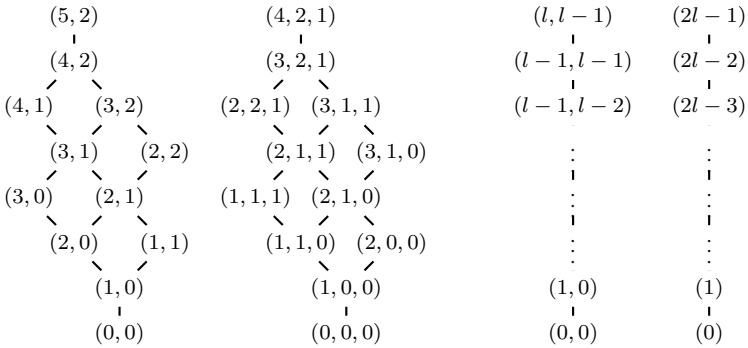 (5, 2) (4, 2, 1) (l, l − 1) (2l − 1)
(4, 2) (3, 2, 1) (l − 1, l − 1) (2l − 2)
(4, 1) (3, 2) (2, 2, 1) (3, 1, 1) (l − 1, l − 2) (2l − 3)
(3, 1) (2, 2) (2, 1, 1) (3, 1, 0) ⋮ ⋮
(3, 0) (2, 1) (1, 1, 1) (2, 1, 0) ⋮ ⋮
(2, 0) (1, 1) (1, 1, 0) (2, 0, 0) ⋮ ⋮
(1, 0) (1, 0, 0) (1, 0) (1)
(0, 0) (0, 0, 0) (0, 0) (0)